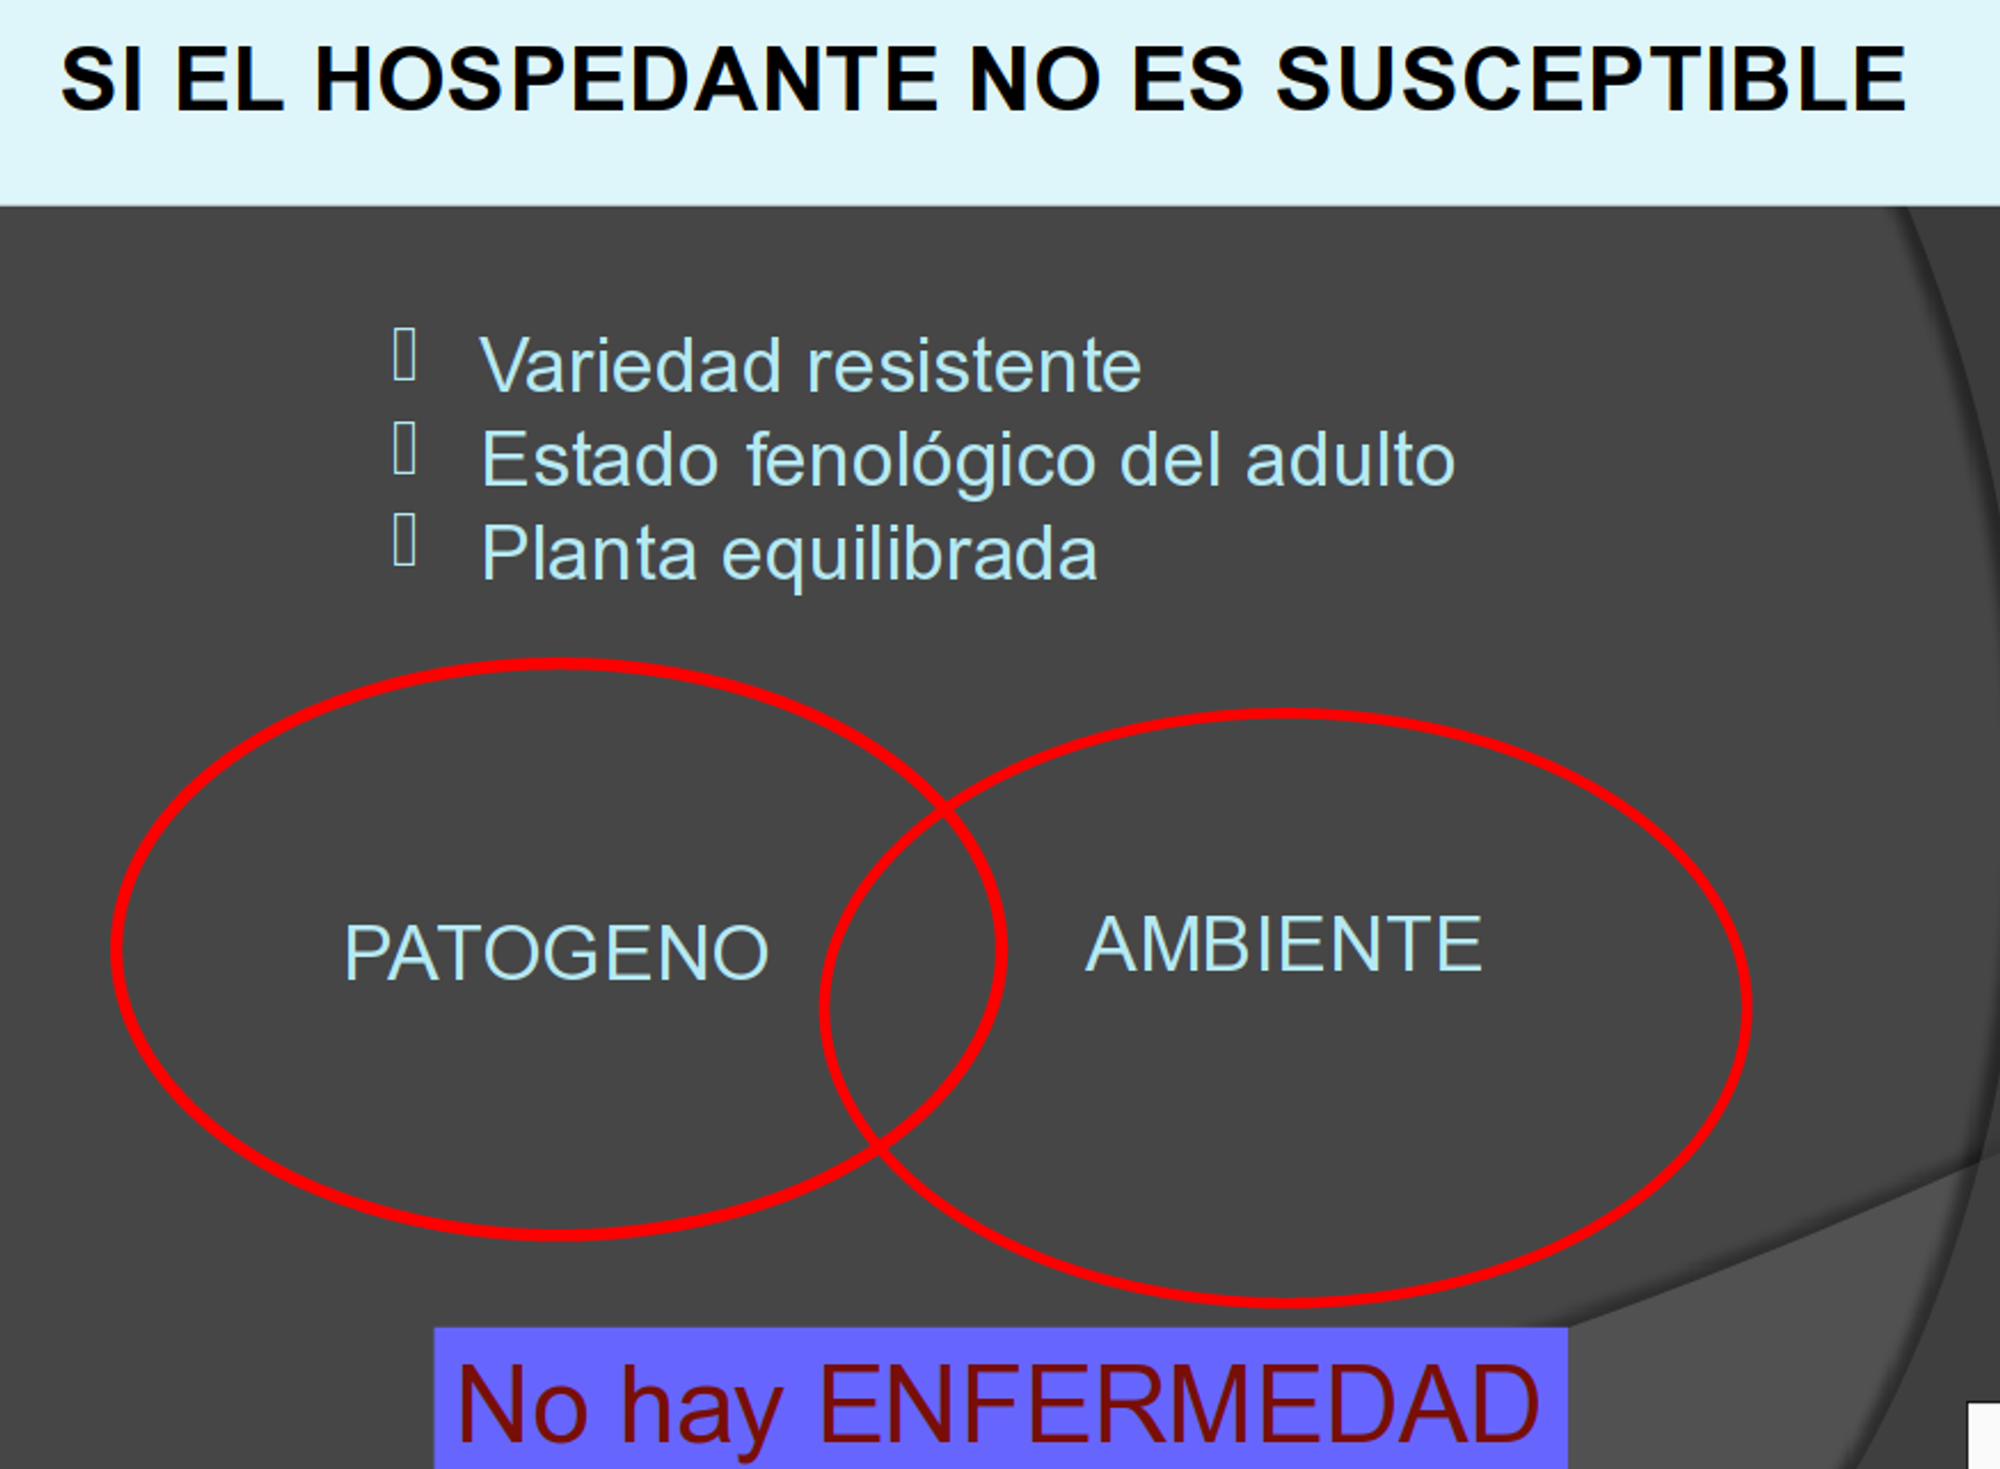 SI EL HOSPEDANTE NO ES SUSCEPTIBLE
Variedad resistente
Estado fenológico del adulto
Planta equilibrada
PATOGENO
AMBIENTE
No hay ENFERMEDAD